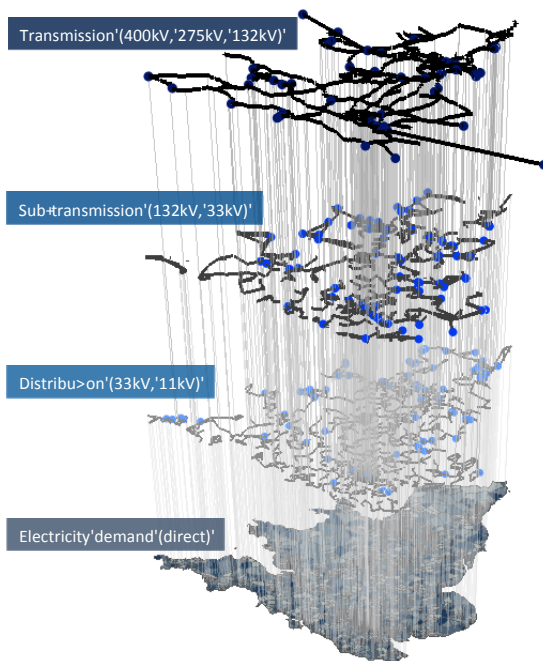 Transmission'(400kV,'275kV,'132kV)'
Sub+transmission'(132kV,'33kV)'
Distribu>on'(33kV,'11kV)'
Electricity'demand'(direct)'